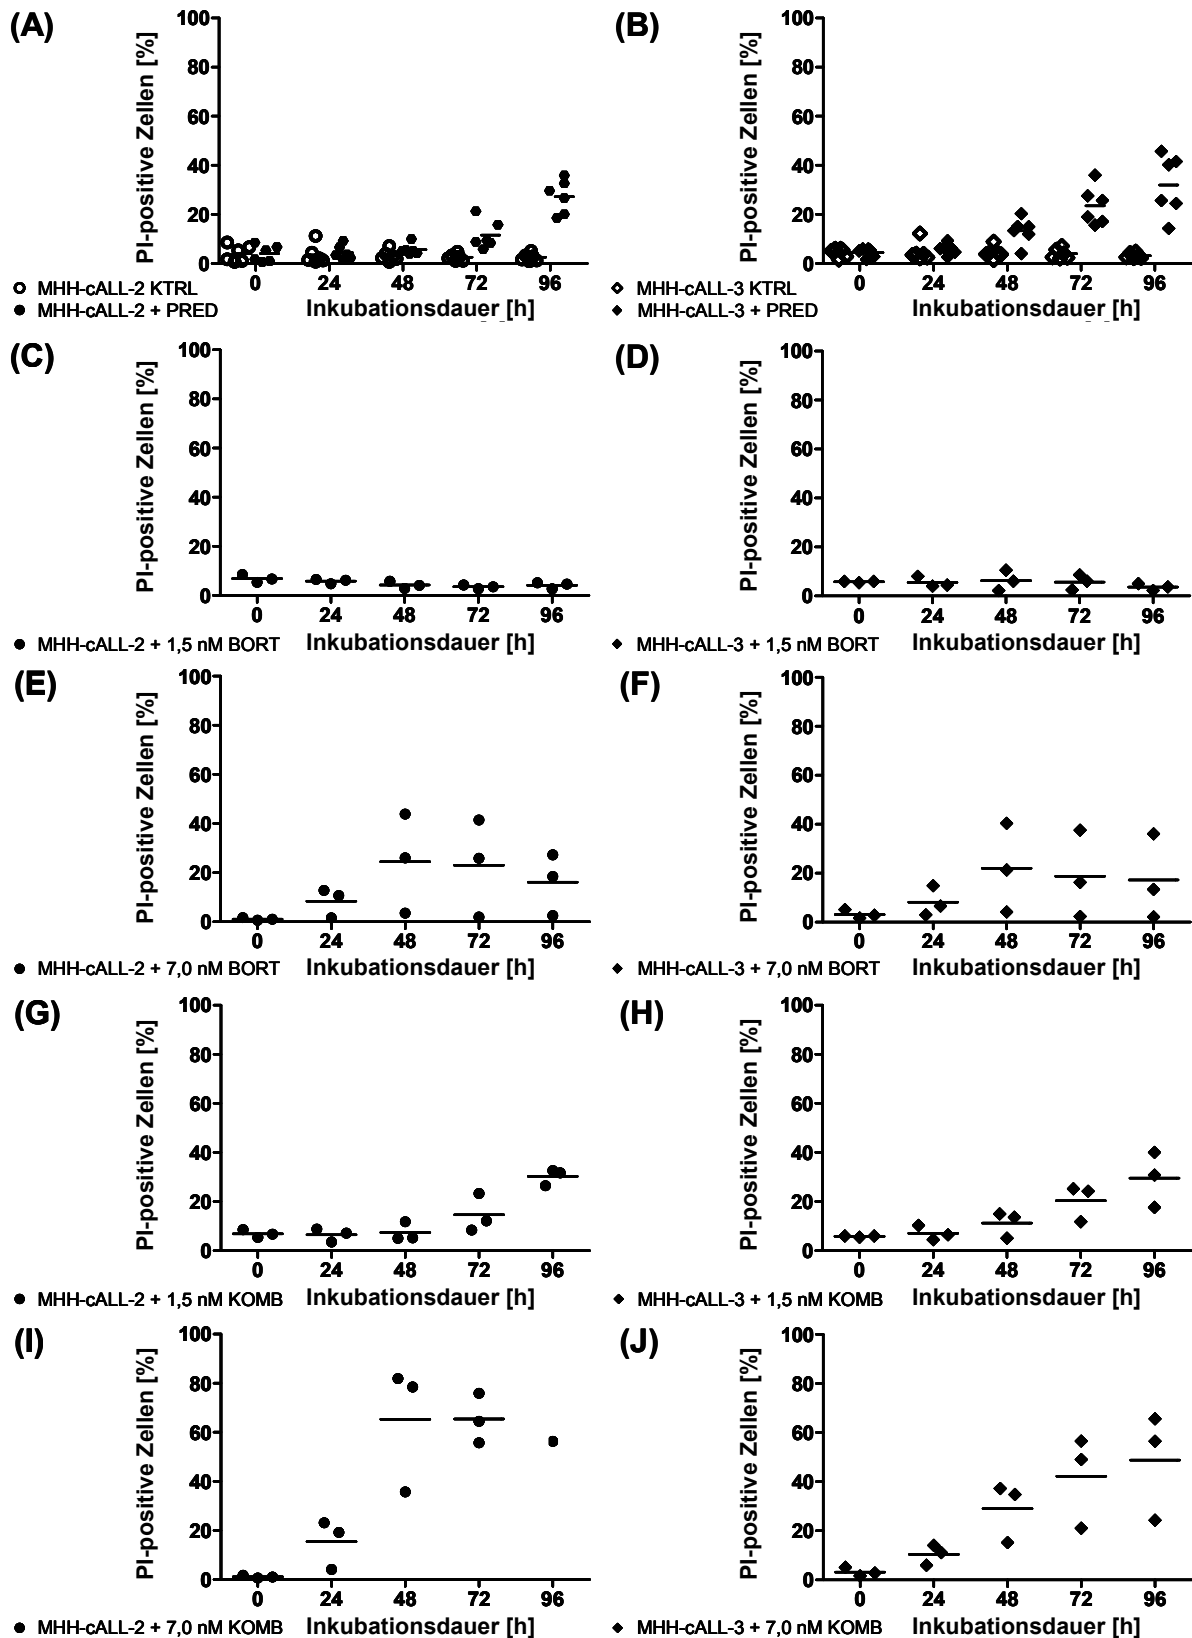 (A)
PI-positive Zellen [%]
100
80
60
40
20
0
0 24 48 72 96
Inkubationsdauer [h]
MHH-cALL-2 KTRL
MHH-cALL-2 + PRED
(B)
PI-positive Zellen [%]
100
80
60
40
20
0
0 24 48 72 96
Inkubationsdauer [h]
MHH-cALL-3 KTRL
MHH-cALL-3 + PRED
(C)
PI-positive Zellen [%]
100
80
60
40
20
0
0 24 48 72 96
MHH-cALL-2 + 1,5 nM BORT
Inkubationsdauer [h]
(D)
PI-positive Zellen [%]
100
80
60
40
20
0
0 24 48 72 96
MHH-cALL-3 + 1,5 nM BORT
Inkubationsdauer [h]
(E)
PI-positive Zellen [%]
100
80
60
40
20
0
0 24 48 72 96
MHH-cALL-2 + 7,0 nM BORT
Inkubationsdauer [h]
(F)
PI-positive Zellen [%]
100
80
60
40
20
0
0 24 48 72 96
MHH-cALL-3 + 7,0 nM BORT
Inkubationsdauer [h]
(G)
PI-positive Zellen [%]
100
80
60
40
20
0
0 24 48 72 96
MHH-cALL-2 + 1,5 nM KOMB
Inkubationsdauer [h]
(H)
PI-positive Zellen [%]
100
80
60
40
20
0
0 24 48 72 96
MHH-cALL-3 + 1,5 nM KOMB
Inkubationsdauer [h]
(I)
PI-positive Zellen [%]
100
80
60
40
20
0
0 24 48 72 96
MHH-cALL-2 + 7,0 nM KOMB
Inkubationsdauer [h]
(J)
PI-positive Zellen [%]
100
80
60
40
20
0
0 24 48 72 96
MHH-cALL-3 + 7,0 nM KOMB
Inkubationsdauer [h]